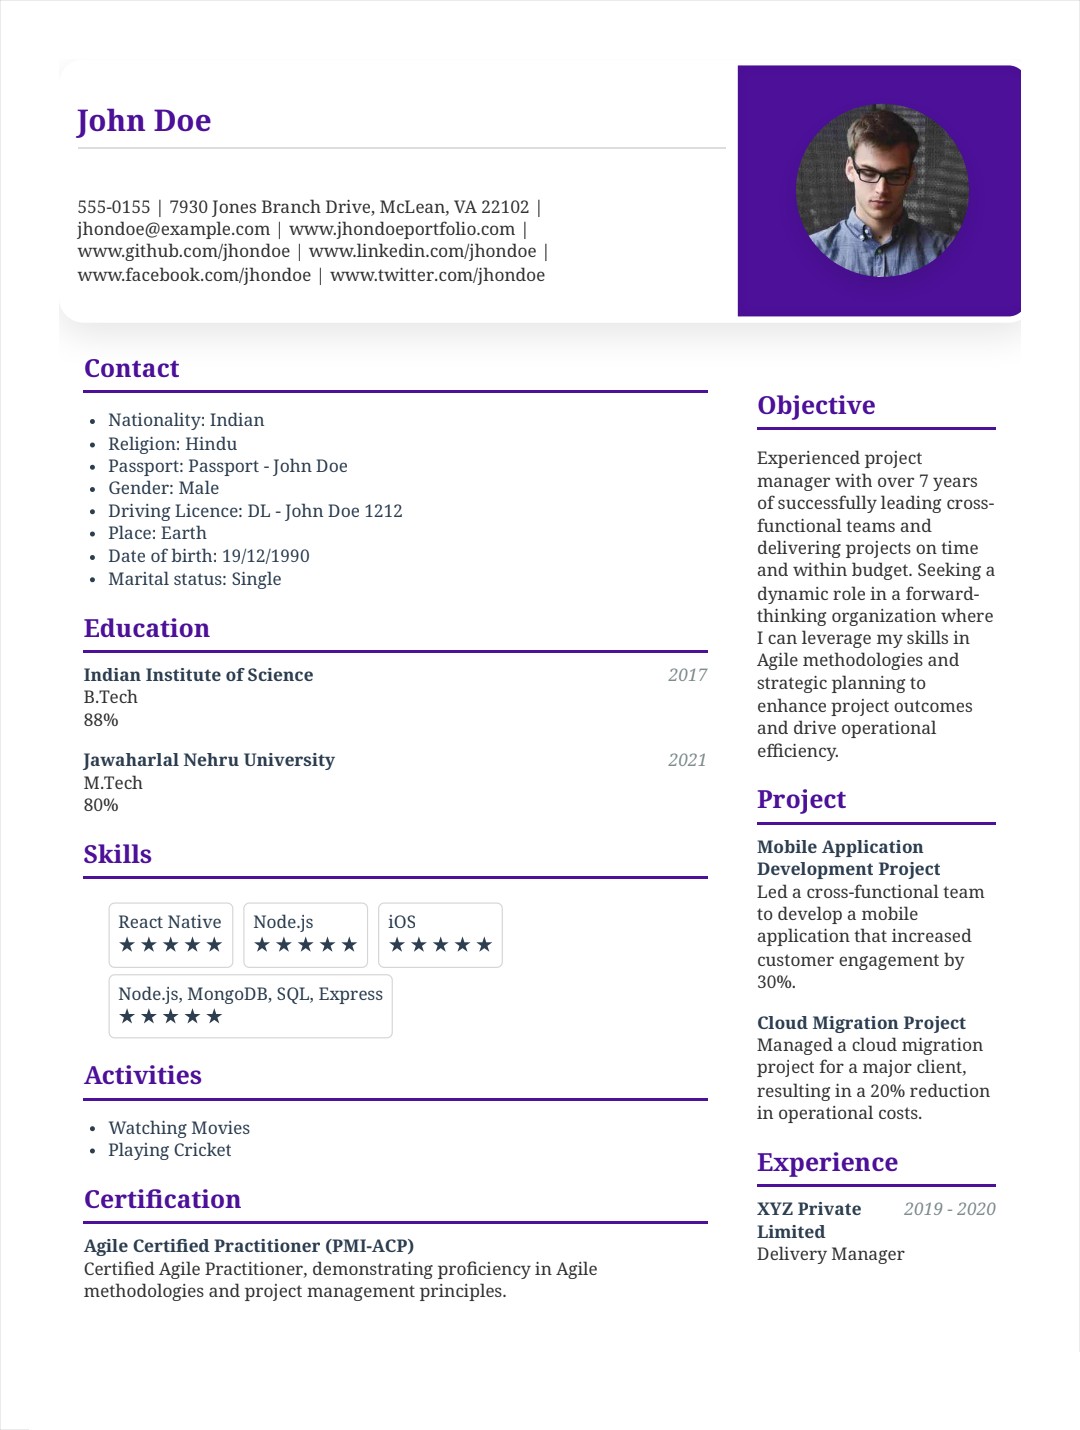 John Doe
555-0155 | 7930 Jones Branch Drive, McLean, VA 22102 |
jhondoe@example.com | www.jhondoeportfolio.com |
www.github.com/jhondoe | www.linkedin.com/jhondoe |
www.facebook.com/jhondoe | www.twitter.com/jhondoe
Contact
• Nationality: Indian
• Religion: Hindu
• Passport: Passport - John Doe
• Gender: Male
• Driving Licence: DL - John Doe 1212
• Place: Earth
• Date of birth: 19/12/1990
• Marital status: Single
Education
Indian Institute of Science 2017
B.Tech
88%
Jawaharlal Nehru University 2021
M.Tech
80%
Skills
React Native Node.js iOS
★★★★★ ★★★★★ ★★★★★
Node.js, MongoDB, SQL, Express
★★★★★
Activities
• Watching Movies
• Playing Cricket
Certification
Agile Certified Practitioner (PMI-ACP)
Certified Agile Practitioner, demonstrating proficiency in Agile
methodologies and project management principles.
Objective
Experienced project
manager with over 7 years
of successfully leading cross-
functional teams and
delivering projects on time
and within budget. Seeking a
dynamic role in a forward-
thinking organization where
I can leverage my skills in
Agile methodologies and
strategic planning to
enhance project outcomes
and drive operational
efficiency.
Project
Mobile Application
Development Project
Led a cross-functional team
to develop a mobile
application that increased
customer engagement by
30%.
Cloud Migration Project
Managed a cloud migration
project for a major client,
resulting in a 20% reduction
in operational costs.
Experience
XYZ Private 2019 - 2020
Limited
Delivery Manager